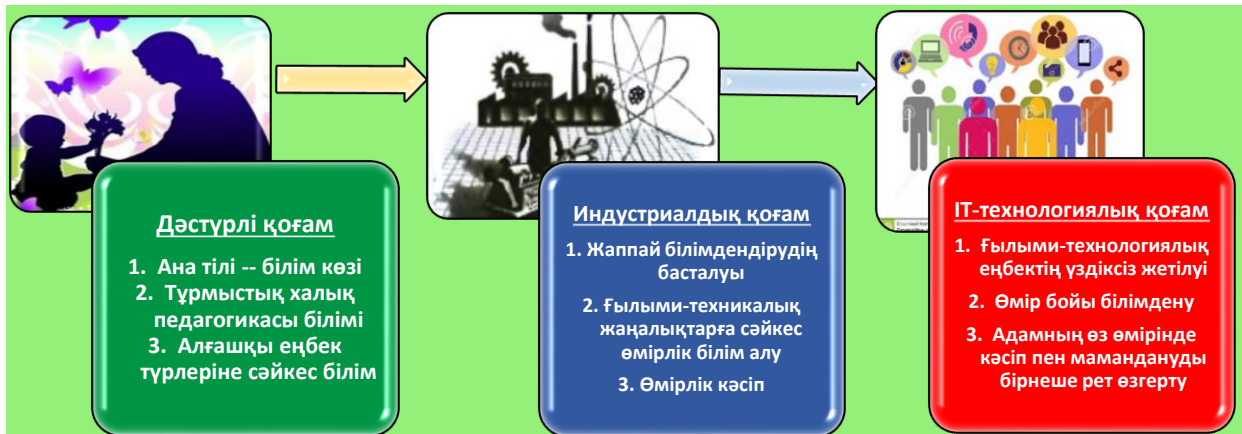 Дәстүрлі қоғам
1. Ана тілі -- білім көзі
2. Тұрмыстық халық
педагогикасы білімі
3. Алғашқы еңбек
түрлеріне сәйкес білім
Индустриалдық қоғам
1. Жаппай білімдендірудің
басталуы
2. Ғылыми-техникалық
жаңалықтарға сәйкес
өмірлік білім алу
3. Өмірлік кәсіп
IT-технологиялық қоғам
1. Ғылыми-технологиялық
еңбектің үздіксіз жетілуі
2. Өмір бойы білімдену
3. Адамның өз өмірінде
кәсіп пен мамандануды
бірнеше рет өзгерту